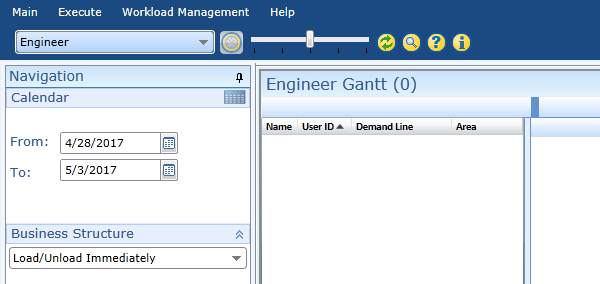 Main Execute Workload Management Help
Engineer
Navigation
Calendar
From: 4/28/2017
To: 5/3/2017
Business Structure
Load/Unload Immediately
Engineer Gantt (0)
Name User ID Demand Line Area